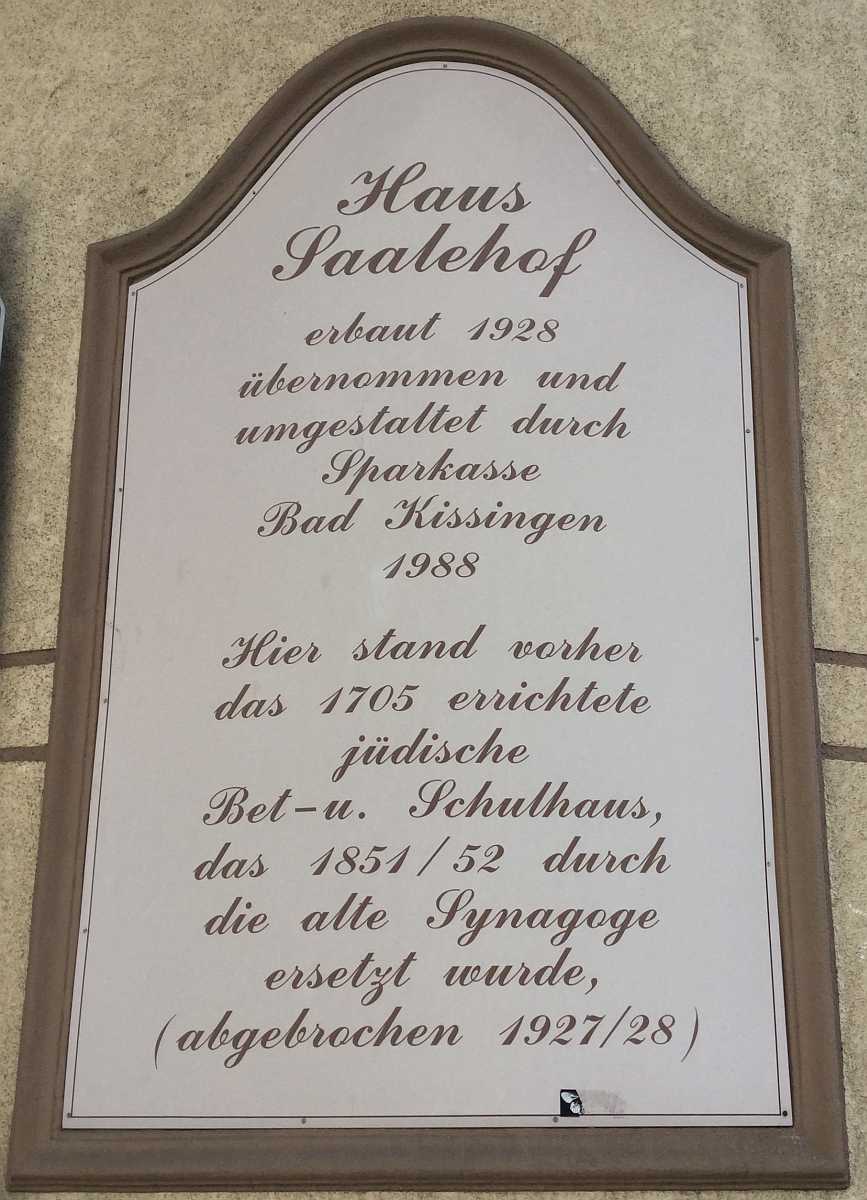 Haus
Saalehof
erbaut 1928
übernommen und
umgestaltet durch
Sparkasse
Bad Kissingen
1988
Hier stand vorher
das 1705 errichtete
jüdische
Bet-u. Schulhaus,
das 1851/52 durch
die alte Synagoge
ersetzt wurde,
(abgebrochen 1927/28)